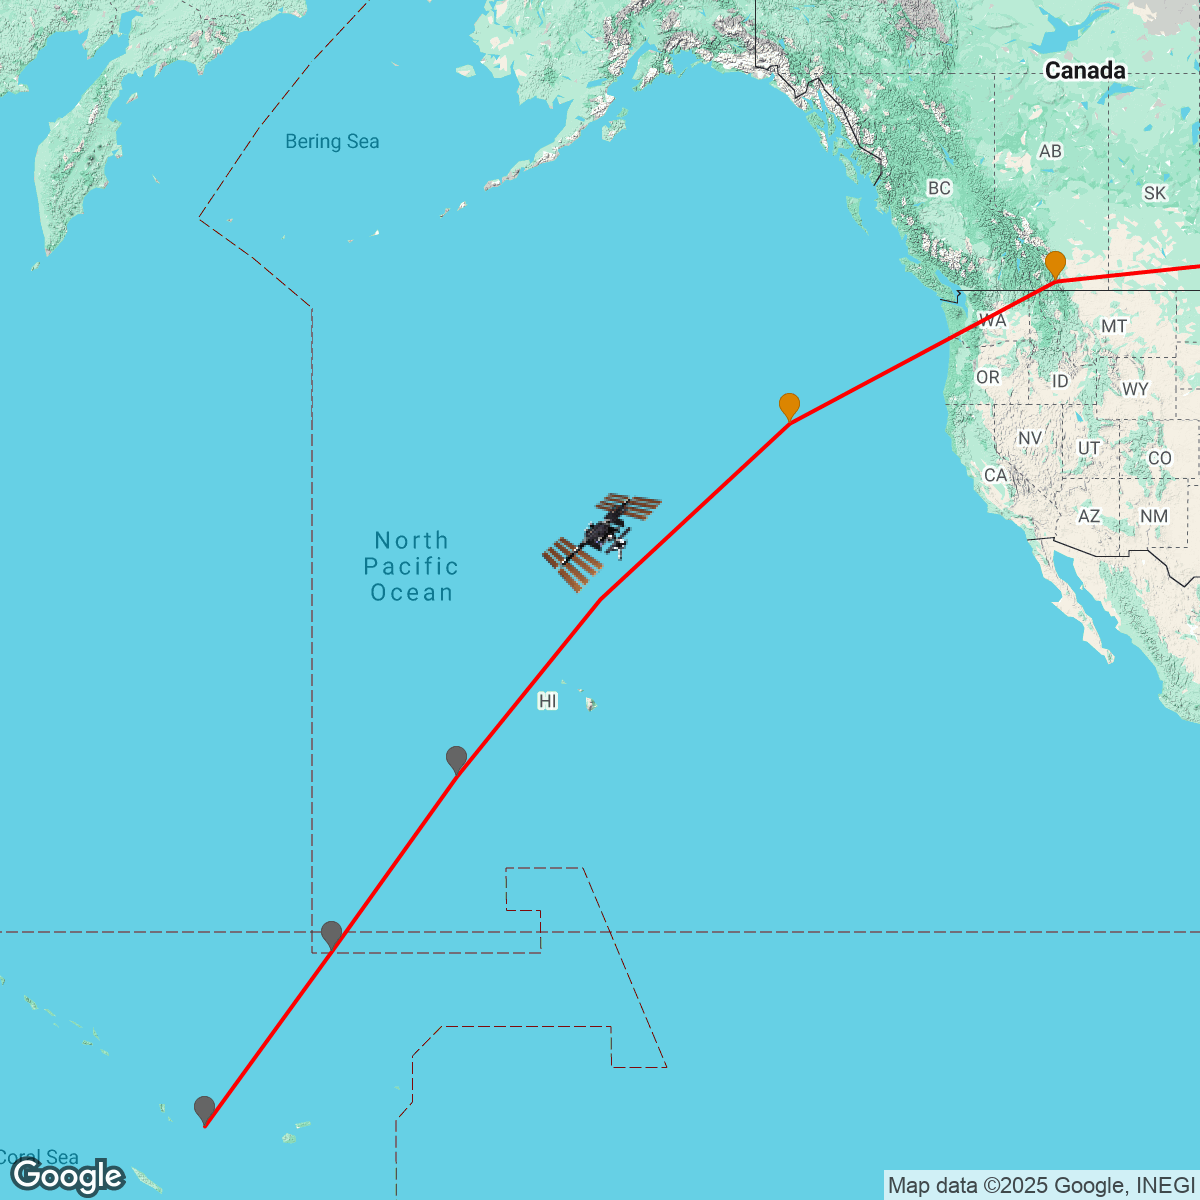 Canada
Bering Sea
AB
BC
SK
WA
MT
OR
ID
WY
NV
UT
CO
CA
AZ
NM
North
Pacific
Ocean
HI
Coral Sea
Google
Map data ©2025 Google, INEGI